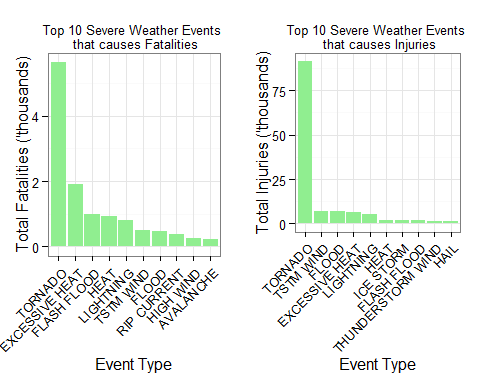 Top 10 Severe Weather Events
that causes Fatalities
Total Fatalities ("thousands)
4
2
0
TORNADO
EXCESSIVE HEAT
FLASH FLOOD
HEAT
LIGHTNING
TSTM WIND
FLOOD
RIP CURRENT
HIGH WIND
AVALANCHE
Event Type
Top 10 Severe Weather Events
that causes Injuries
Total Injuries ("thousands)
75
50
25
0
TORNADO
TSTM WIND
FLOOD
EXCESSIVE HEAT
LIGHTNING
HEAT
ICE STORM
FLASH FLOOD
THUNDERSTORM WIND
HAIL
Event Type